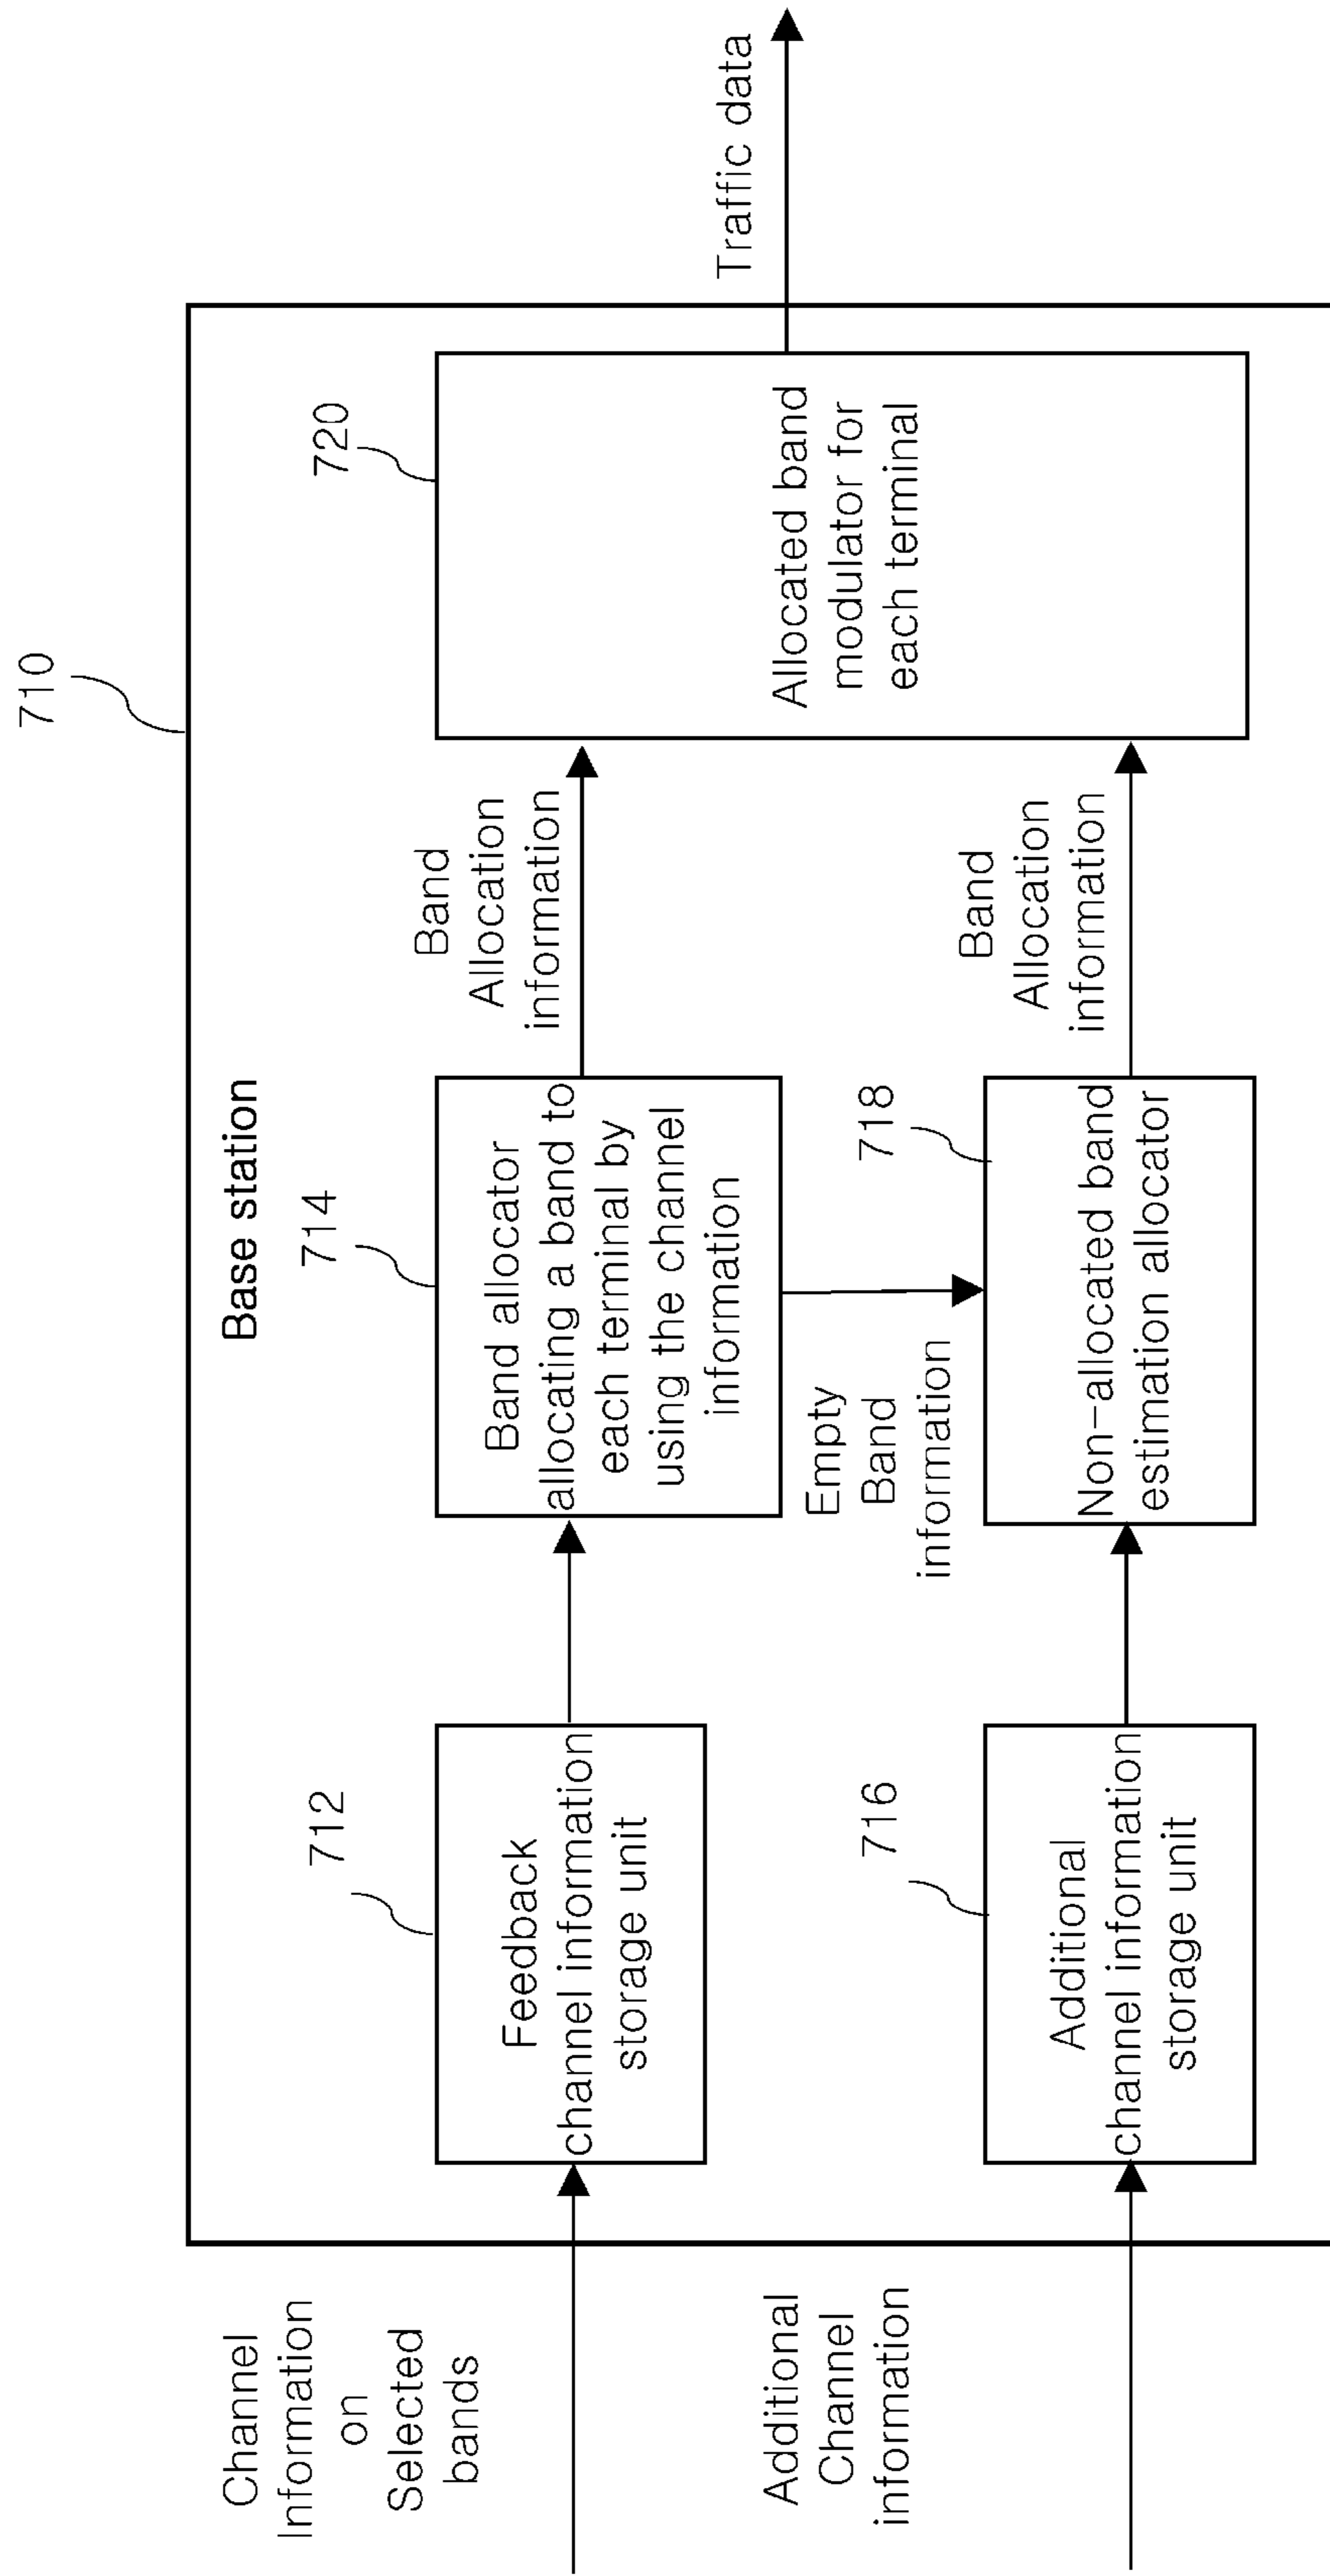 710
Base station
Channel
Information
on
Selected
bands
712
Feedback
channel information
storage unit
714
Band allocator
allocating a band to
each terminal by
using the channel
information
Band
Allocation
information
720
Allocated band
modulator for
each terminal
Traffic data
Additional
Channel
information
716
Additional
channel information
storage unit
Empty
Band
information
718
Non-allocated band
estimation allocator
Band
Allocation
information